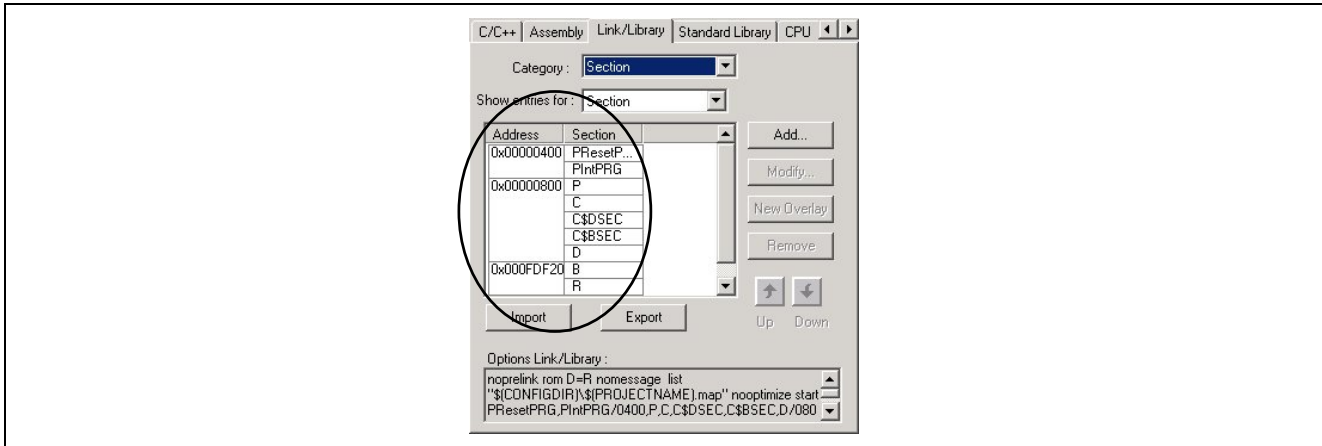 C/C++ Assembly Link/Library Standard Library CPU
Category : Section
Show entries for : Section
Address Section
0x00000400 PResetP...
PIntPRG
0x00000800 P
C
C$DSEC
C$BSEC
D
0x000FDF20 B
R
Add...
Modify...
New Overlay
Remove
Up Down
Import Export
Options Link/Library :
noprelink rom D=R nomessage list
"$(CONFIGDIR)\$(PROJECTNAME).map" nooptimize start
PResetPRG,PIntPRG/0400,P,C,C$DSEC,C$BSEC,D/080